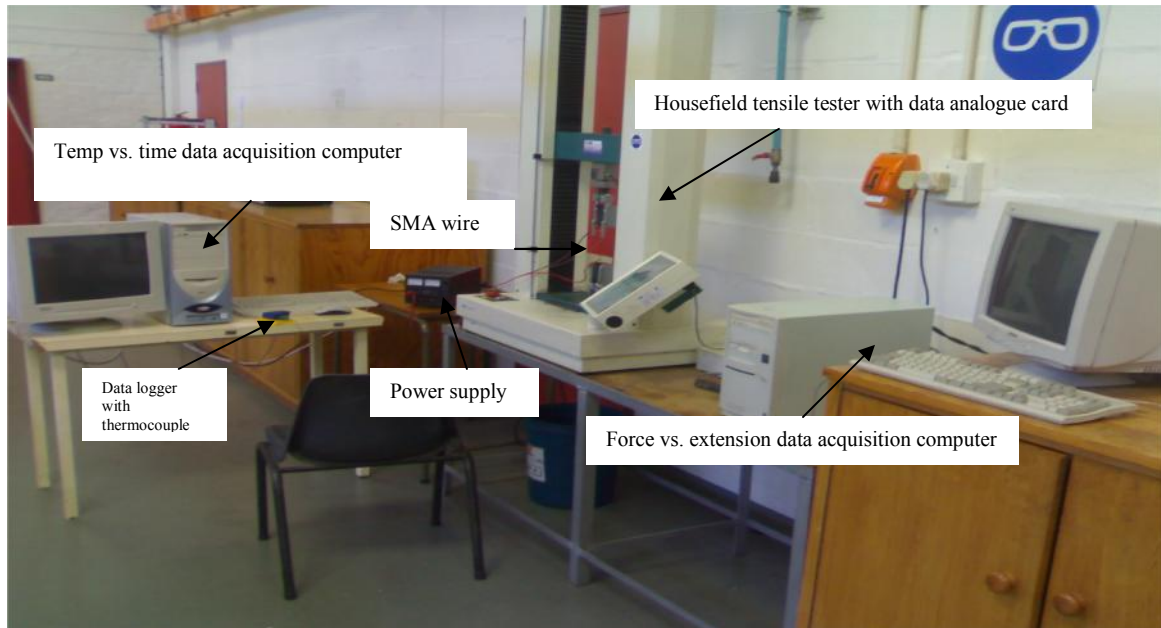 Housefield tensile tester with data analogue card
Temp vs. time data acquisition computer
SMA wire
Data logger
with
thermocouple
Power supply
Force vs. extension data acquisition computer